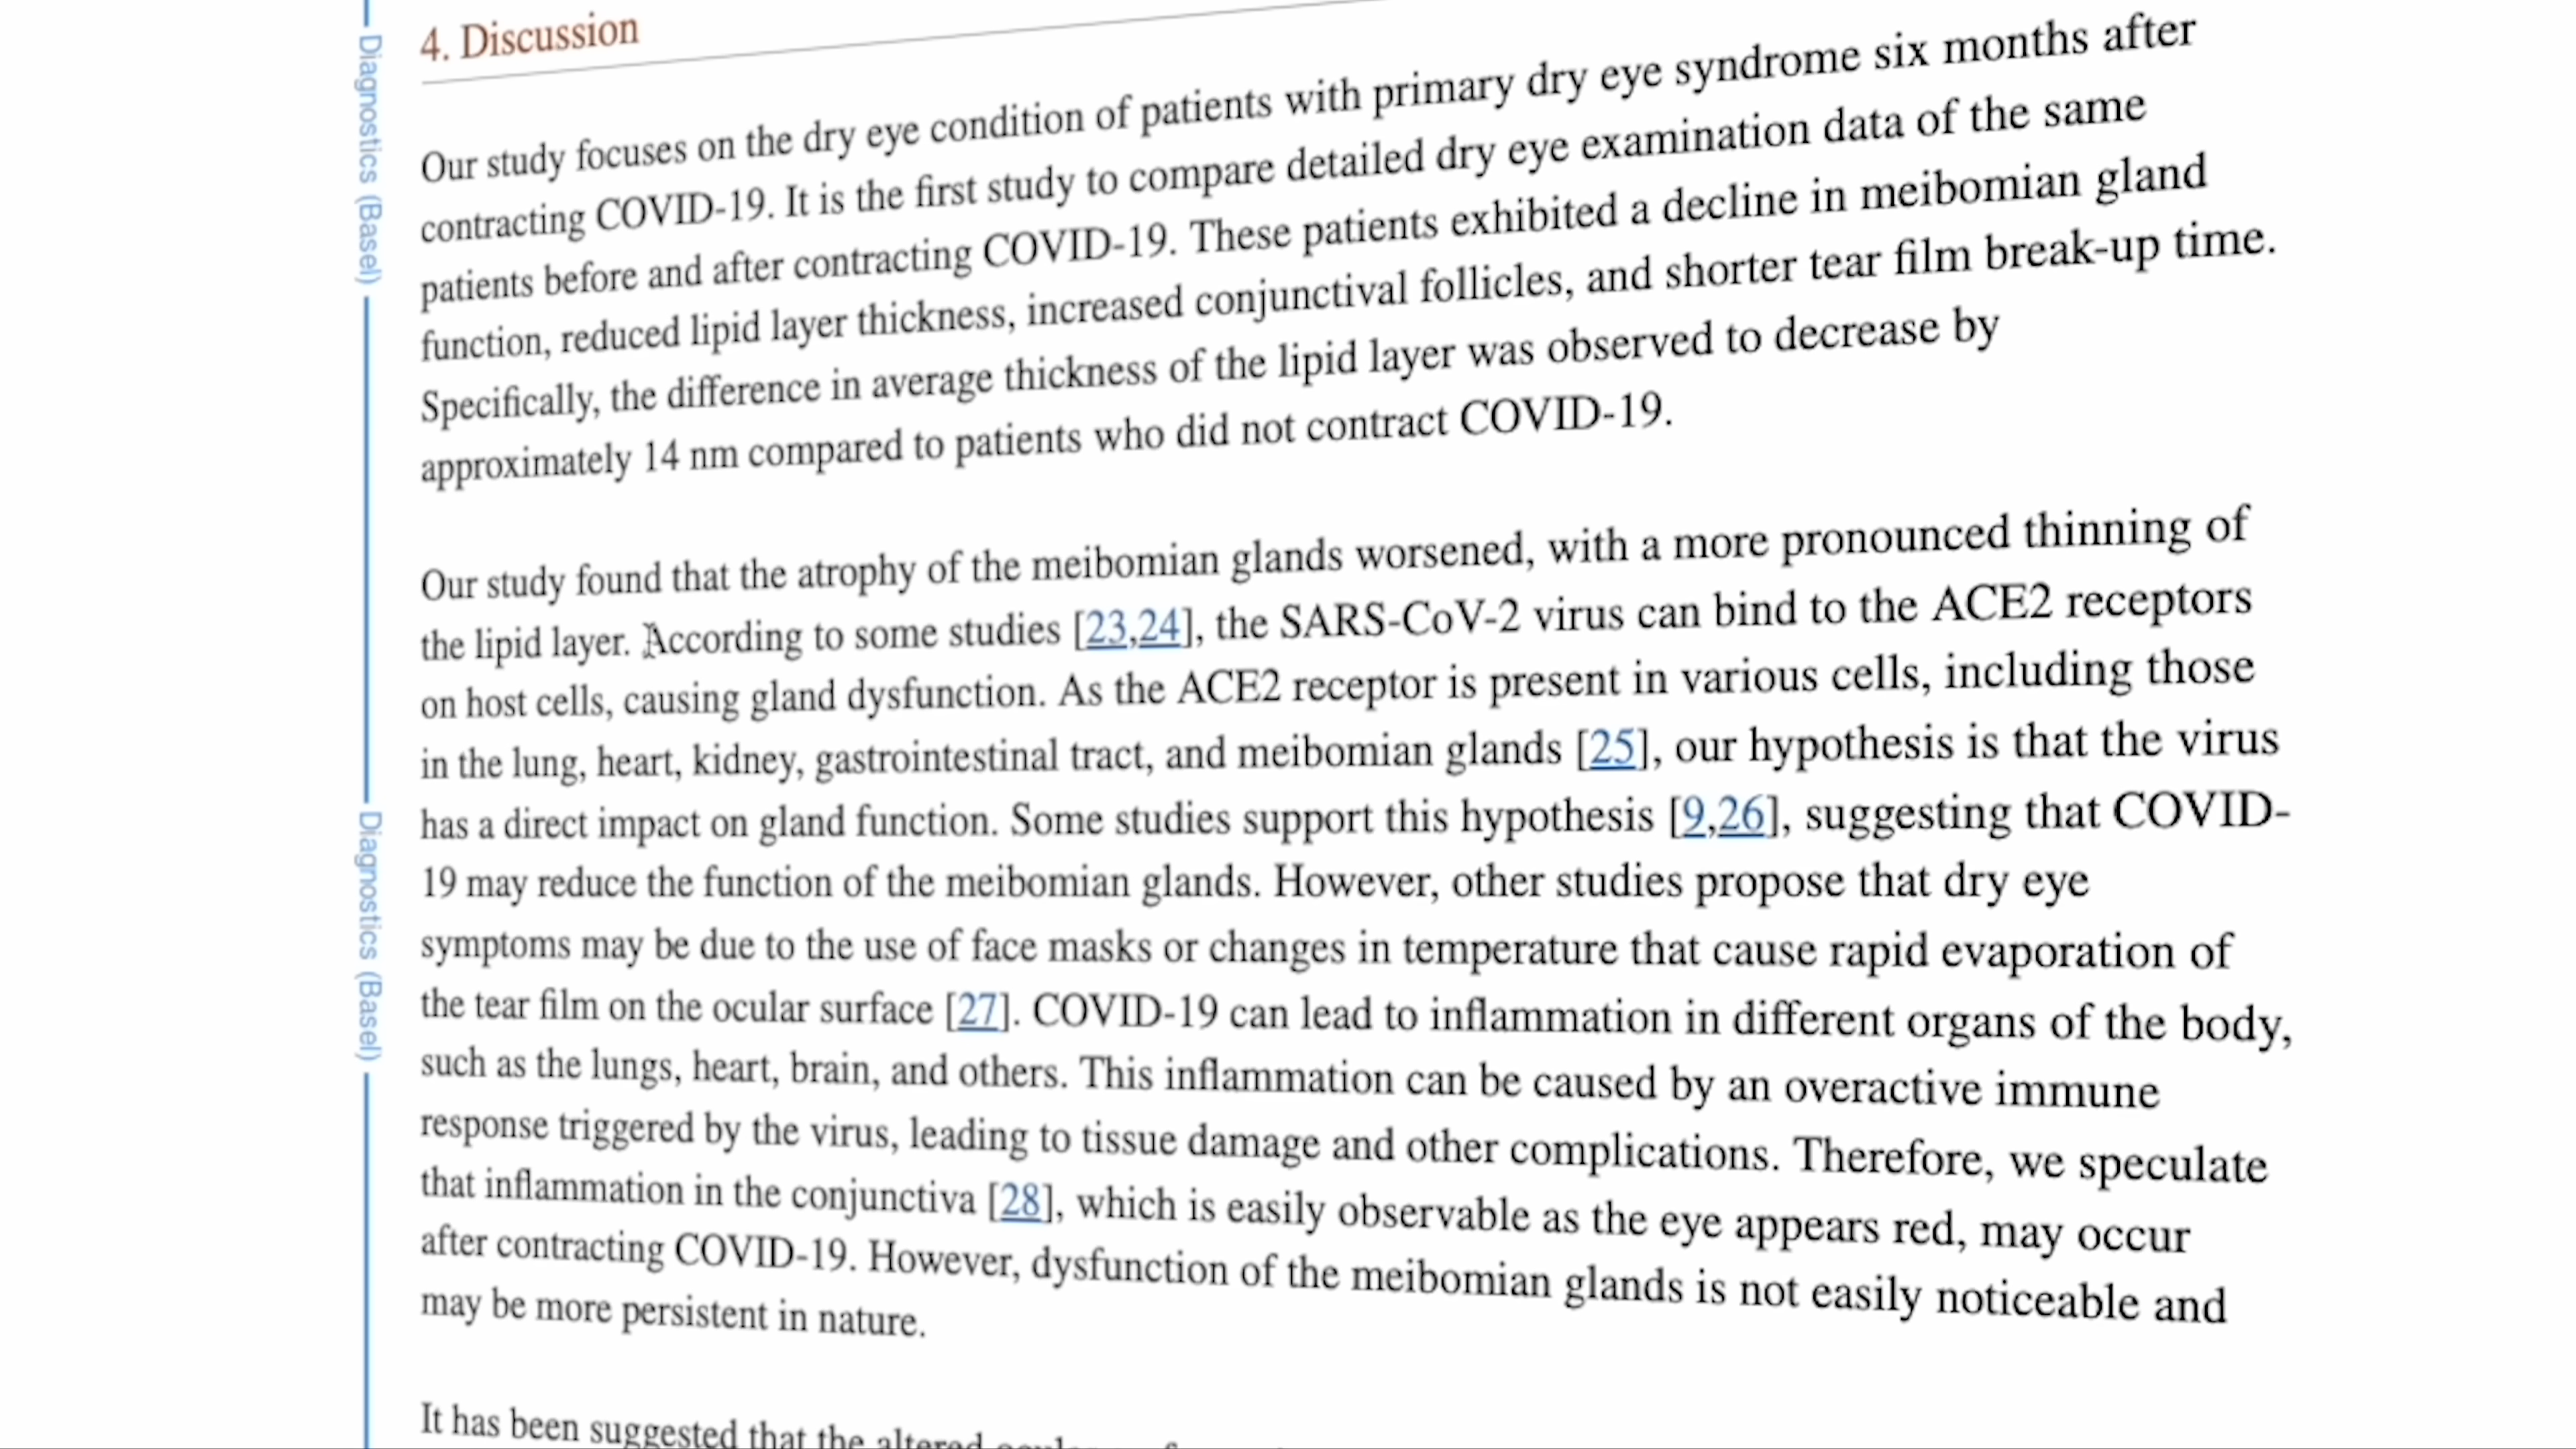 4. Discussion
Our study focuses on the dry eye condition of patients with primary dry eye syndrome six months after
contracting COVID-19. It is the first study to compare detailed dry eye examination data of the same
patients before and after contracting COVID-19. These patients exhibited a decline in meibomian gland
function, reduced lipid layer thickness, increased conjunctival follicles, and shorter tear film break-up time.
Specifically, the difference in average thickness of the lipid layer was observed to decrease by
approximately 14 nm compared to patients who did not contract COVID-19.
Our study found that the atrophy of the meibomian glands worsened, with a more pronounced thinning of
the lipid layer. According to some studies [23,24], the SARS-CoV-2 virus can bind to the ACE2 receptors
on host cells, causing gland dysfunction. As the ACE2 receptor is present in various cells, including those
in the lung, heart, kidney, gastrointestinal tract, and meibomian glands [25], our hypothesis is that the virus
has a direct impact on gland function. Some studies support this hypothesis [9,26], suggesting that COVID-
19 may reduce the function of the meibomian glands. However, other studies propose that dry eye
symptoms may be due to the use of face masks or changes in temperature that cause rapid evaporation of
the tear film on the ocular surface [27]. COVID-19 can lead to inflammation in different organs of the body,
such as the lungs, heart, brain, and others. This inflammation can be caused by an overactive immune
response triggered by the virus, leading to tissue damage and other complications. Therefore, we speculate
that inflammation in the conjunctiva [28], which is easily observable as the eye appears red, may occur
after contracting COVID-19. However, dysfunction of the meibomian glands is not easily noticeable and
may be more persistent in nature.
It has been suggested that the altered
Diagnostics (Basel)
Diagnostics (Basel)